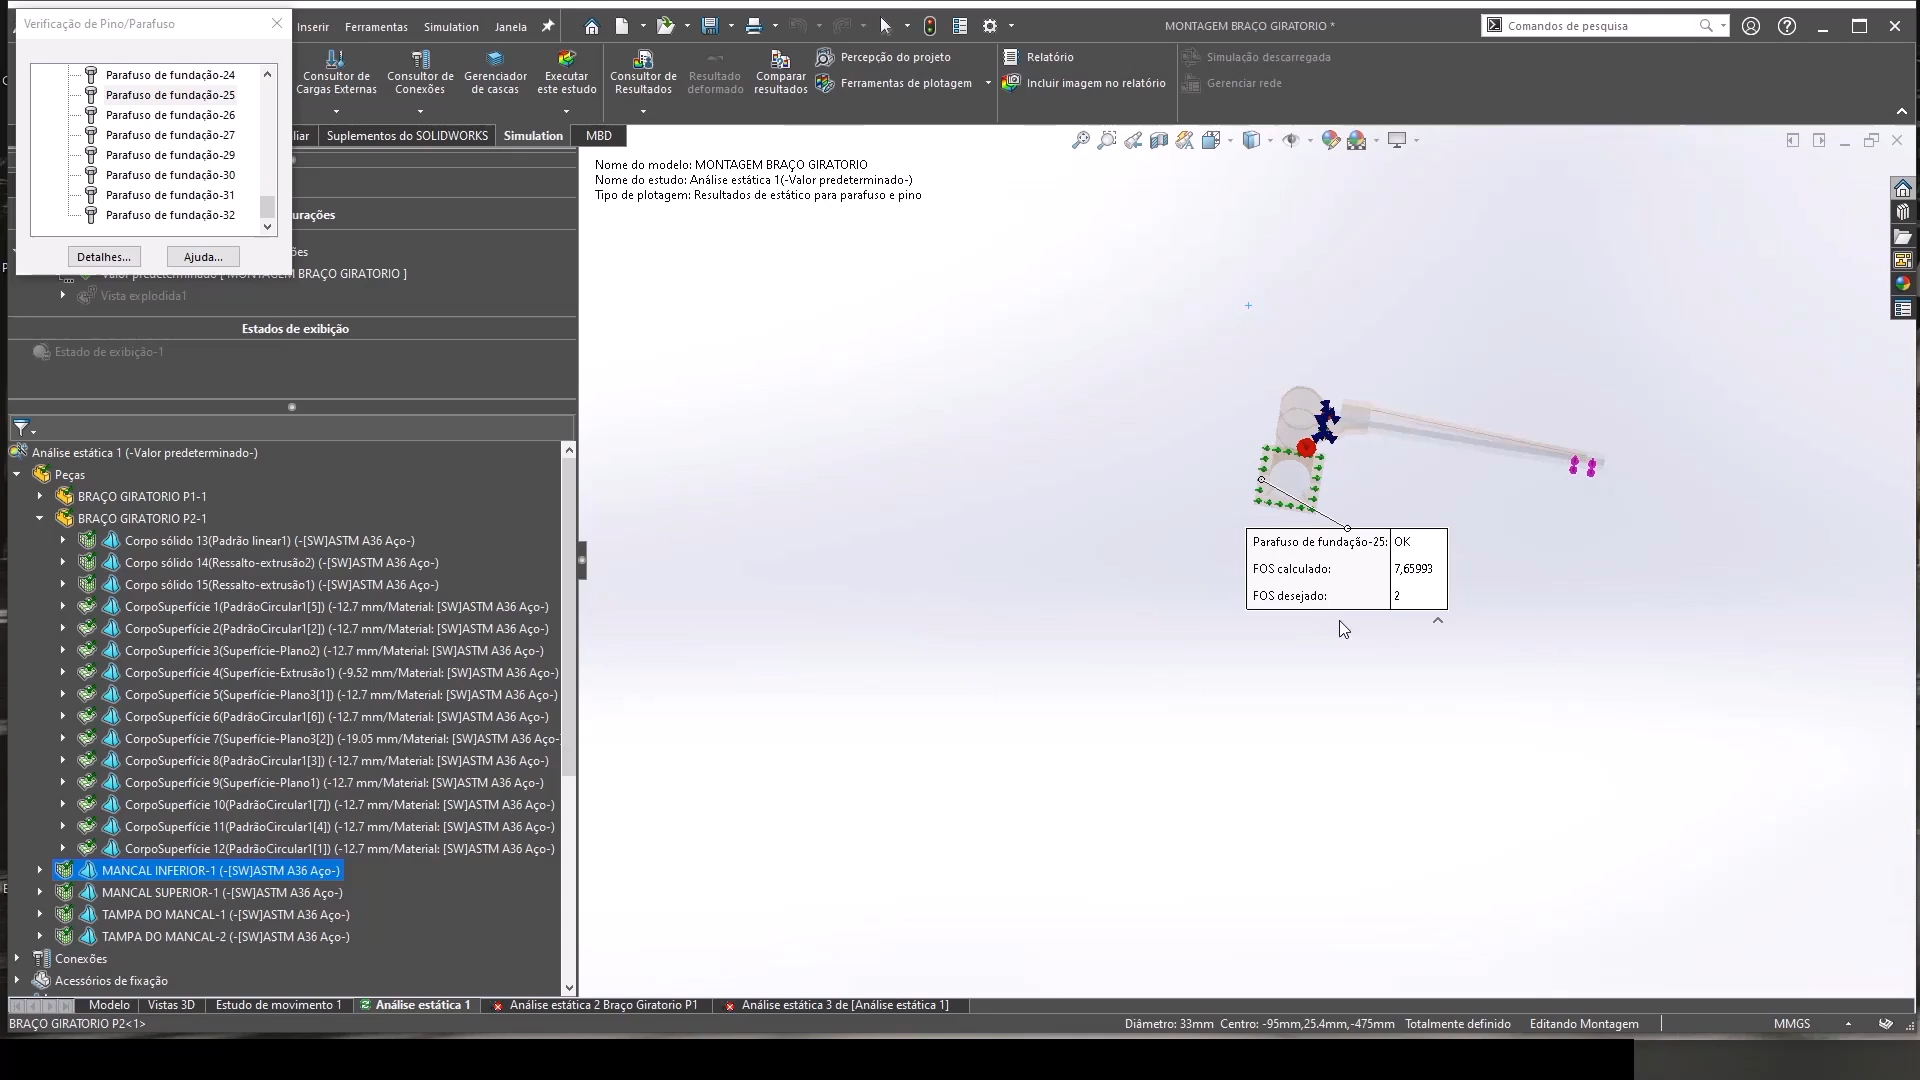 Verificação de Pino/Parafuso
Inserir Ferramentas Simulation Janela
MONTAGEM BRAÇO GIRATORIO *
Comandos de pesquisa
Parafuso de fundação-24
Parafuso de fundação-25
Parafuso de fundação-26
Parafuso de fundação-27
Parafuso de fundação-29
Parafuso de fundação-30
Parafuso de fundação-31
Parafuso de fundação-32
Detalhes...
Ajuda...
Consultor de
Cargas Externas
Consultor de
Conexões
Gerenciador
de cascas
Executar
este estudo
Consultor de
Resultados
Resultado
deformado
Comparar
resultados
Percepção do projeto
Ferramentas de plotagem
Relatório
Incluir imagem no relatório
Simulação descarregada
Gerenciar rede
liar Suplementos do SOLIDWORKS Simulation MBD
urações
ões
Valor predeterminado [ MONTAGEM BRAÇO GIRATORIO ]
Vista explodida1
Estados de exibição
Estado de exibição-1
Análise estática 1 (-Valor predeterminado-)
Peças
BRAÇO GIRATORIO P1-1
BRAÇO GIRATORIO P2-1
Corpo sólido 13(Padrão linear1) (-[SW]ASTM A36 Aço-)
Corpo sólido 14(Ressalto-extrusão2) (-[SW]ASTM A36 Aço-)
Corpo sólido 15(Ressalto-extrusão1) (-[SW]ASTM A36 Aço-)
CorpoSuperfície 1(PadrãoCircular1[5]) (-12.7 mm/Material: [SW]ASTM A36 Aço-)
CorpoSuperfície 2(PadrãoCircular1[2]) (-12.7 mm/Material: [SW]ASTM A36 Aço-)
CorpoSuperfície 3(Superfície-Plano2) (-12.7 mm/Material: [SW]ASTM A36 Aço-)
CorpoSuperfície 4(Superfície-Extrusão1) (-9.52 mm/Material: [SW]ASTM A36 Aço-)
CorpoSuperfície 5(Superfície-Plano3[1]) (-12.7 mm/Material: [SW]ASTM A36 Aço-)
CorpoSuperfície 6(PadrãoCircular1[6]) (-12.7 mm/Material: [SW]ASTM A36 Aço-)
CorpoSuperfície 7(Superfície-Plano3[2]) (-19.05 mm/Material: [SW]ASTM A36 Aço-
CorpoSuperfície 8(PadrãoCircular1[3]) (-12.7 mm/Material: [SW]ASTM A36 Aço-)
CorpoSuperfície 9(Superfície-Plano1) (-12.7 mm/Material: [SW]ASTM A36 Aço-)
CorpoSuperfície 10(PadrãoCircular1[7]) (-12.7 mm/Material: [SW]ASTM A36 Aço-)
CorpoSuperfície 11(PadrãoCircular1[4]) (-12.7 mm/Material: [SW]ASTM A36 Aço-)
CorpoSuperfície 12(PadrãoCircular1[1]) (-12.7 mm/Material: [SW]ASTM A36 Aço-)
MANCAL INFERIOR-1 (-[SW]ASTM A36 Aço-)
MANCAL SUPERIOR-1 (-[SW]ASTM A36 Aço-)
TAMPA DO MANCAL-1 (-[SW]ASTM A36 Aço-)
TAMPA DO MANCAL-2 (-[SW]ASTM A36 Aço-)
Conexões
Acessórios de fixação
Nome do modelo: MONTAGEM BRAÇO GIRATORIO
Nome do estudo: Análise estática 1(-Valor predeterminado-)
Tipo de plotagem: Resultados de estático para parafuso e pino
Parafuso de fundação-25: OK
FOS calculado: 7,65993
FOS desejado: 2
Modelo Vistas 3D Estudo de movimento 1 Análise estática 1 Análise estática 2 Braço Giratorio P1 Análise estática 3 de [Análise estática 1]
BRAÇO GIRATORIO P2<1> Diâmetro: 33mm Centro: -95mm,25.4mm,-475mm Totalmente definido Editando Montagem MMGS